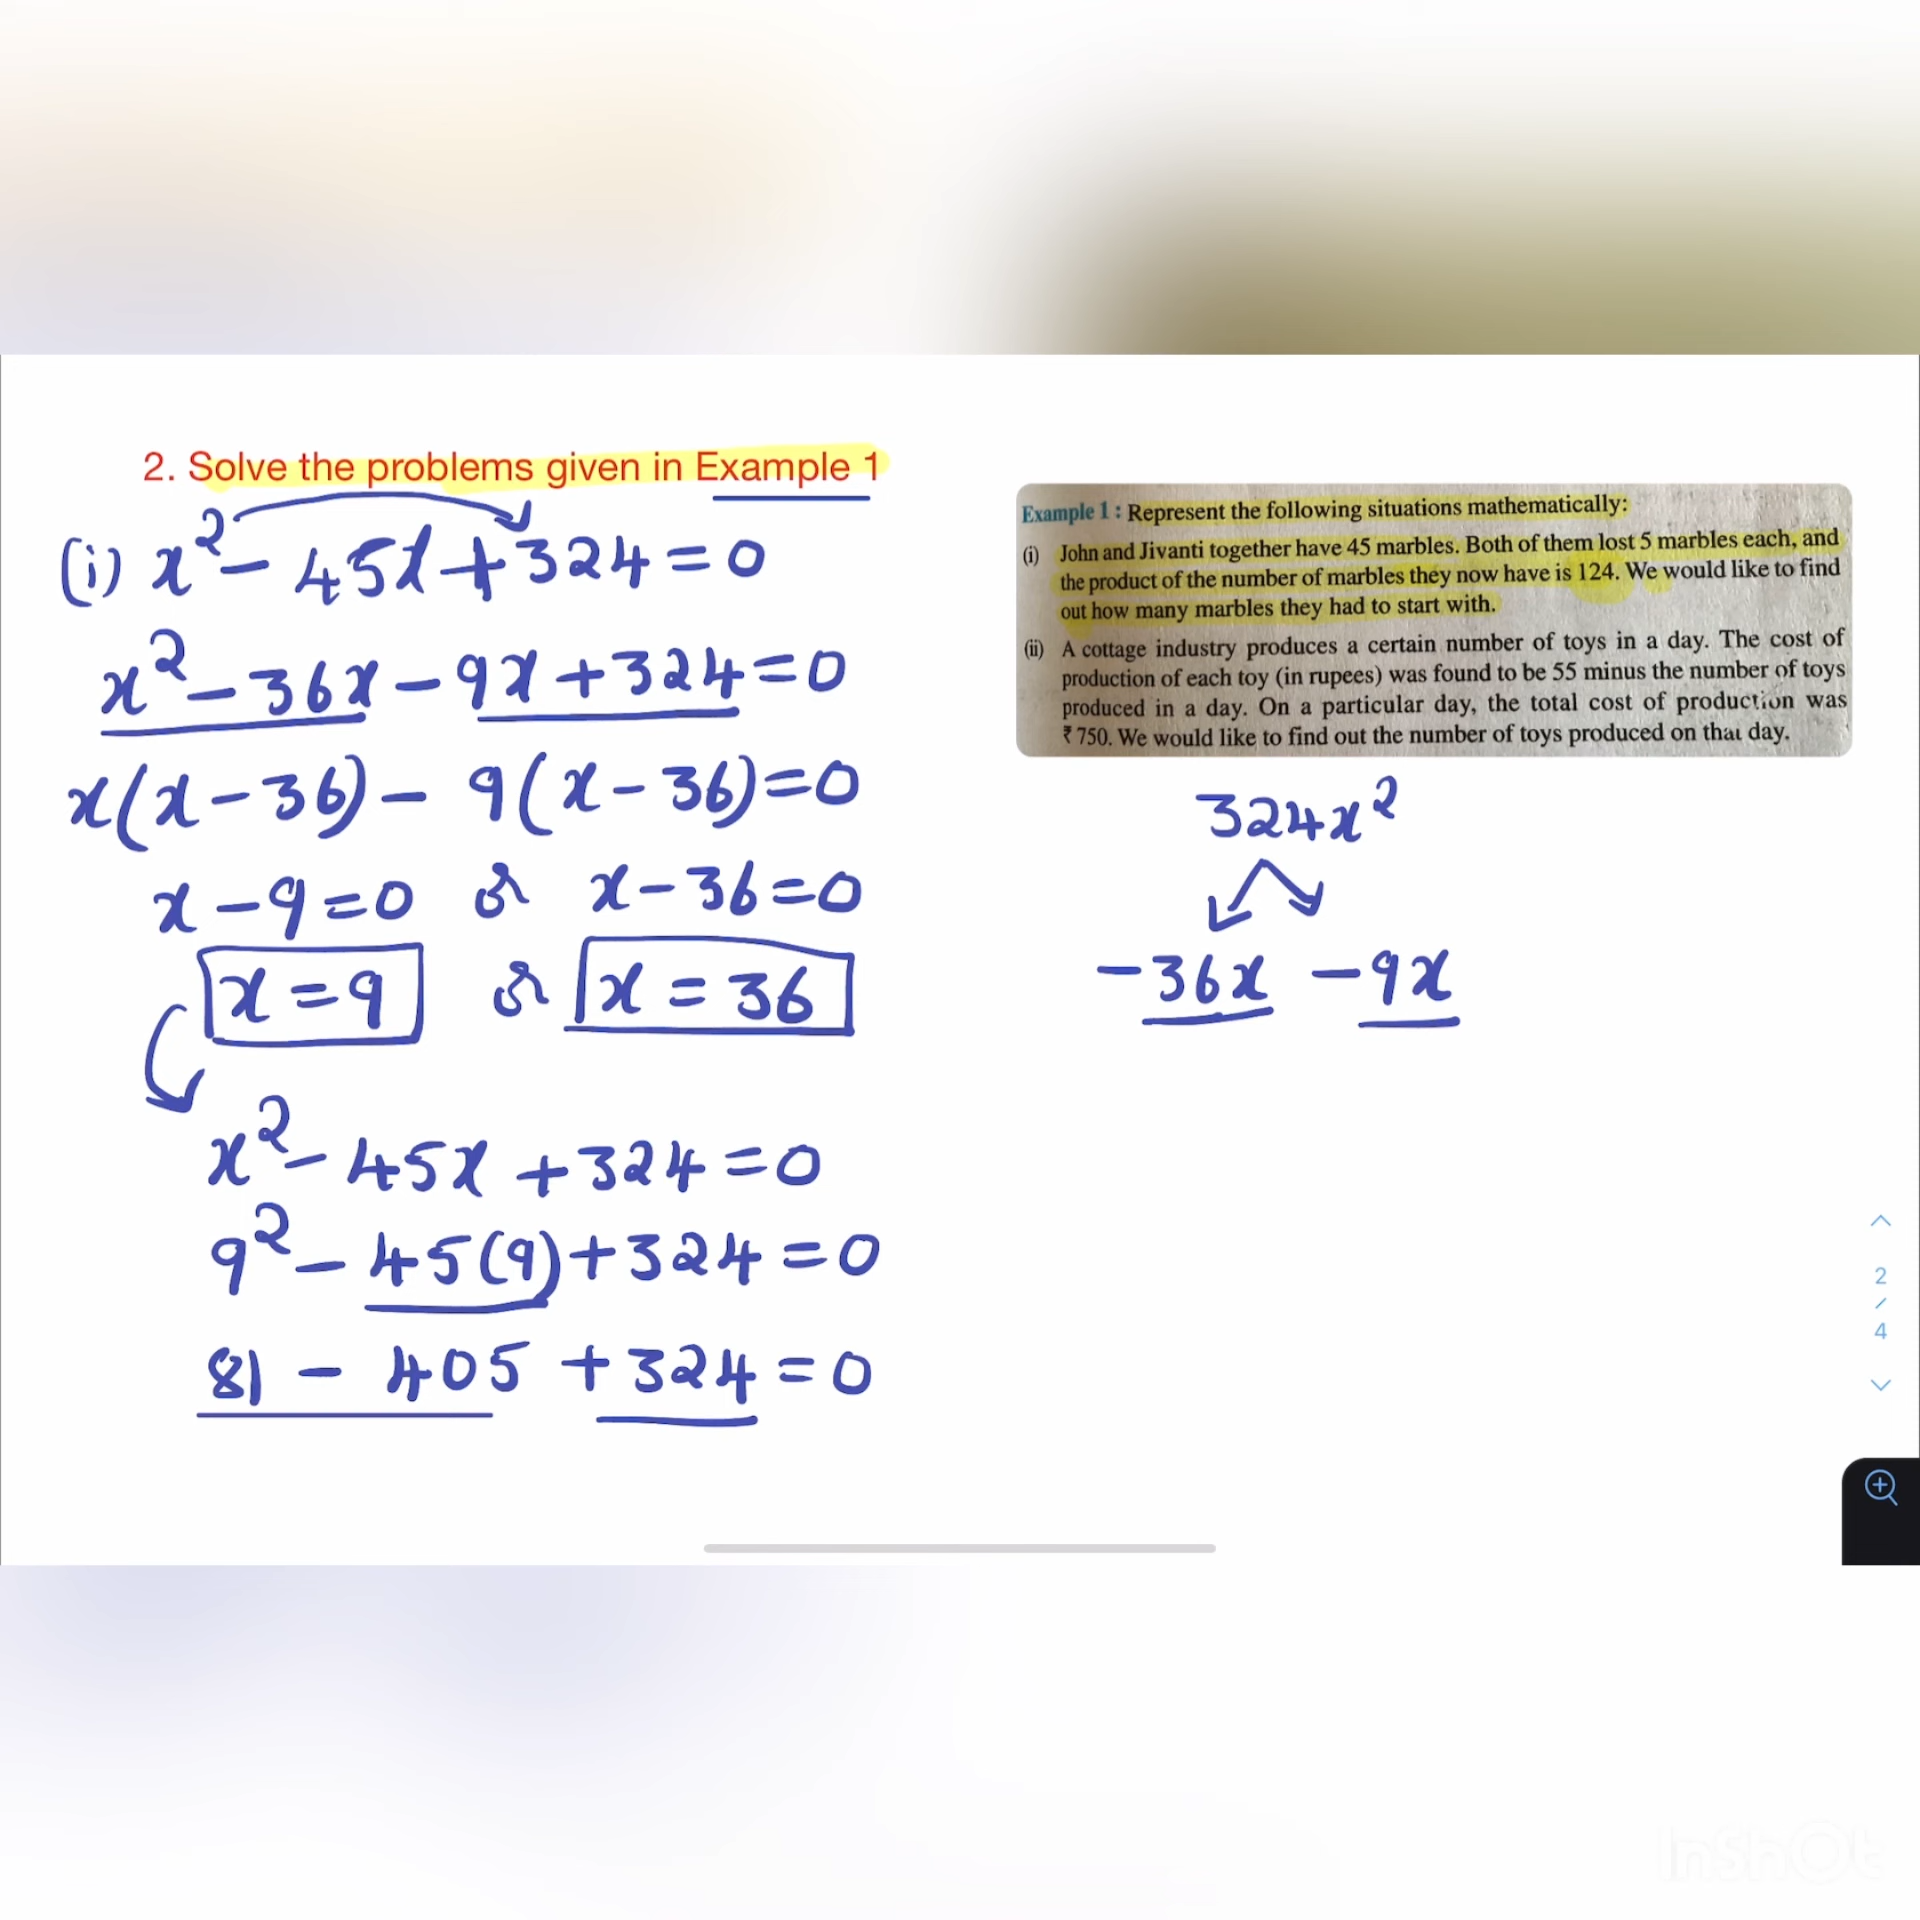 2. Solve the problems given in Example 1
(i) x² - 45x + 324 = 0
x² - 36x - 9x + 324 = 0
x(x - 36) - 9(x - 36) = 0
x - 9 = 0 or x - 36 = 0
x = 9 or x = 36
x² - 45x + 324 = 0
9² - 45(9) + 324 = 0
81 - 405 + 324 = 0
Example 1 : Represent the following situations mathematically:
(i) John and Jivanti together have 45 marbles. Both of them lost 5 marbles each, and
the product of the number of marbles they now have is 124. We would like to find
out how many marbles they had to start with.
(ii) A cottage industry produces a certain number of toys in a day. The cost of
production of each toy (in rupees) was found to be 55 minus the number of toys
produced in a day. On a particular day, the total cost of production was
₹ 750. We would like to find out the number of toys produced on that day.
324x²
-36x -9x
2
/
4
InShOt